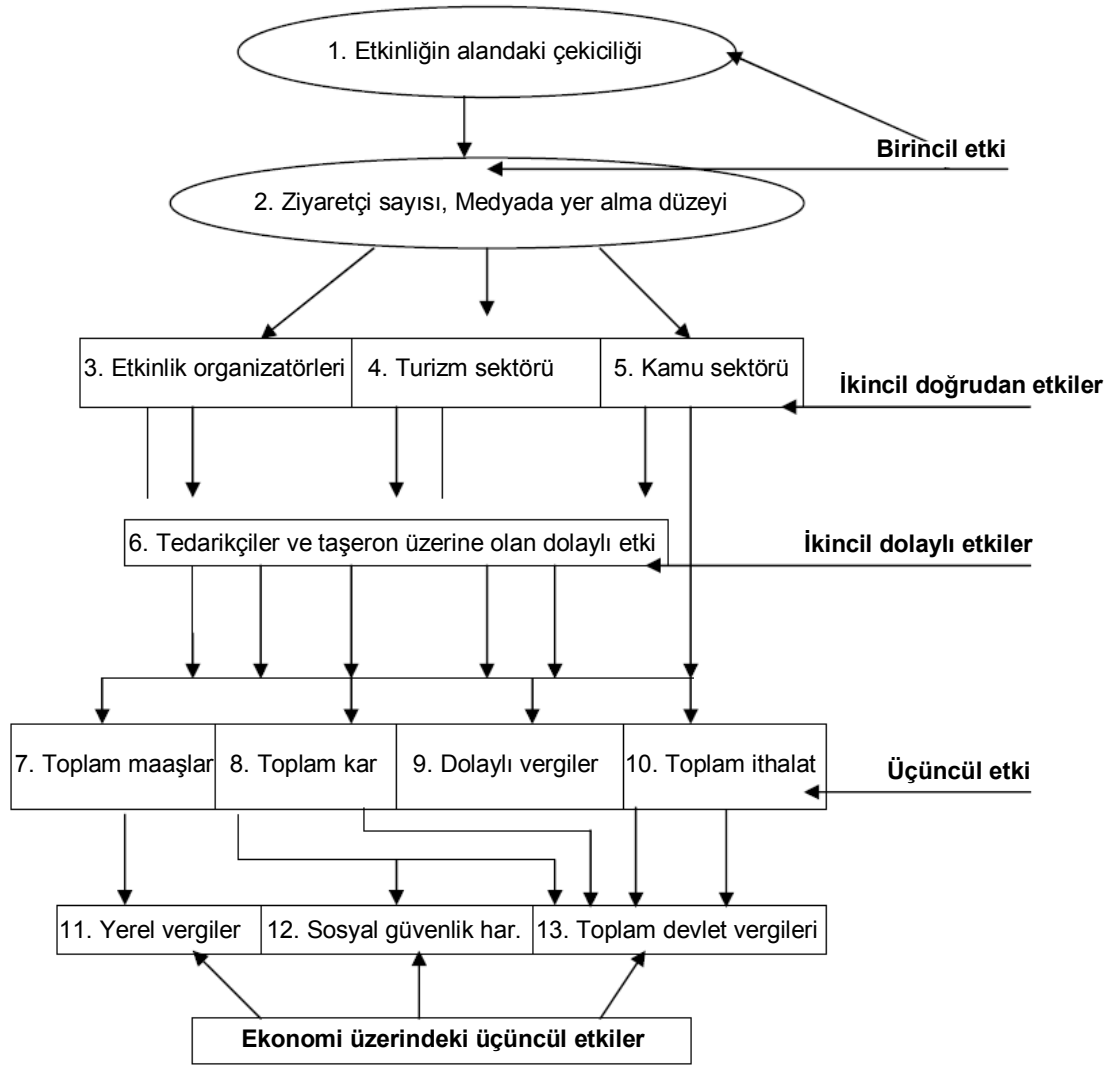 1. Etkinliğin alandaki çekiciliği
Birincil etki
2. Ziyaretçi sayısı, Medyada yer alma düzeyi
3. Etkinlik organizatörleri
4. Turizm sektörü
5. Kamu sektörü
İkincil doğrudan etkiler
6. Tedarikçiler ve taşeron üzerine olan dolaylı etki
İkincil dolaylı etkiler
7. Toplam maaşlar
8. Toplam kar
9. Dolaylı vergiler
10. Toplam ithalat
Üçüncül etki
11. Yerel vergiler
12. Sosyal güvenlik har.
13. Toplam devlet vergileri
Ekonomi üzerindeki üçüncül etkiler